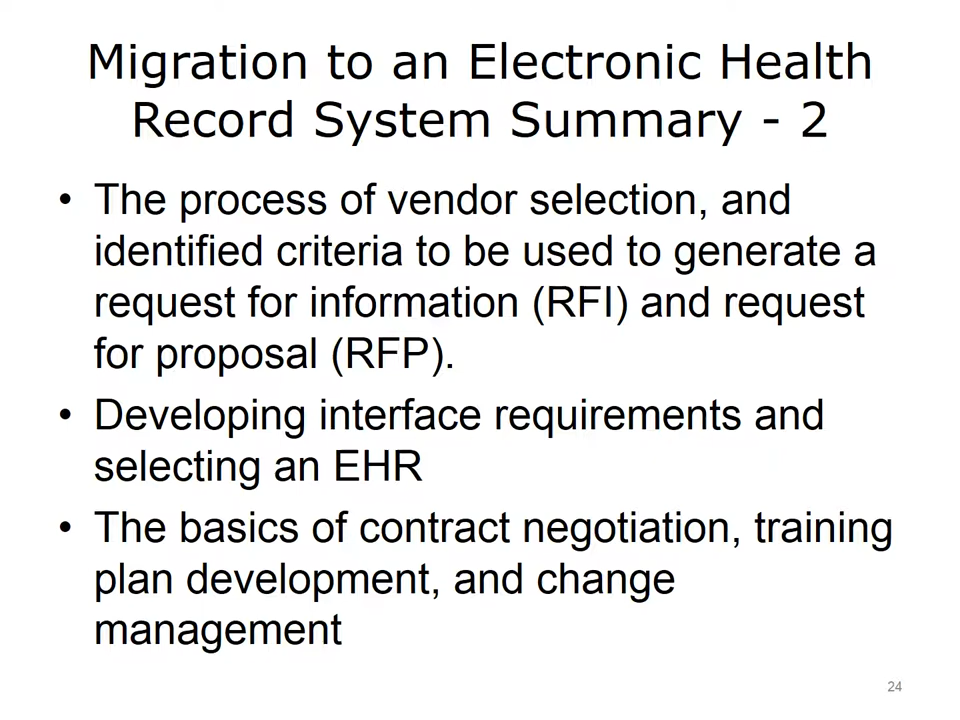 Migration to an Electronic Health
Record System Summary - 2
• The process of vendor selection, and
identified criteria to be used to generate a
request for information (RFI) and request
for proposal (RFP).
• Developing interface requirements and
selecting an EHR
• The basics of contract negotiation, training
plan development, and change
management
24